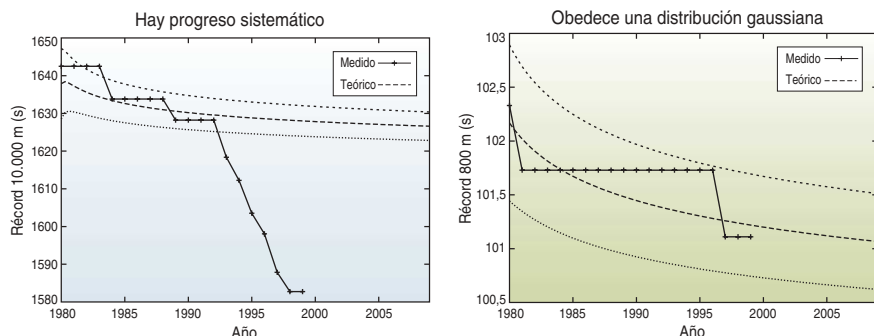 Hay progreso sistemático
Récord 10.000 m (s)
1650
1640
1630
1620
1610
1600
1590
1580
Medido
Teórico
1980
1985
1990
1995
2000
2005
Año
Obedece una distribución gaussiana
Récord 800 m (s)
103
102,5
102
101,5
101
100,5
Medido
Teórico
1980
1985
1990
1995
2000
2005
Año